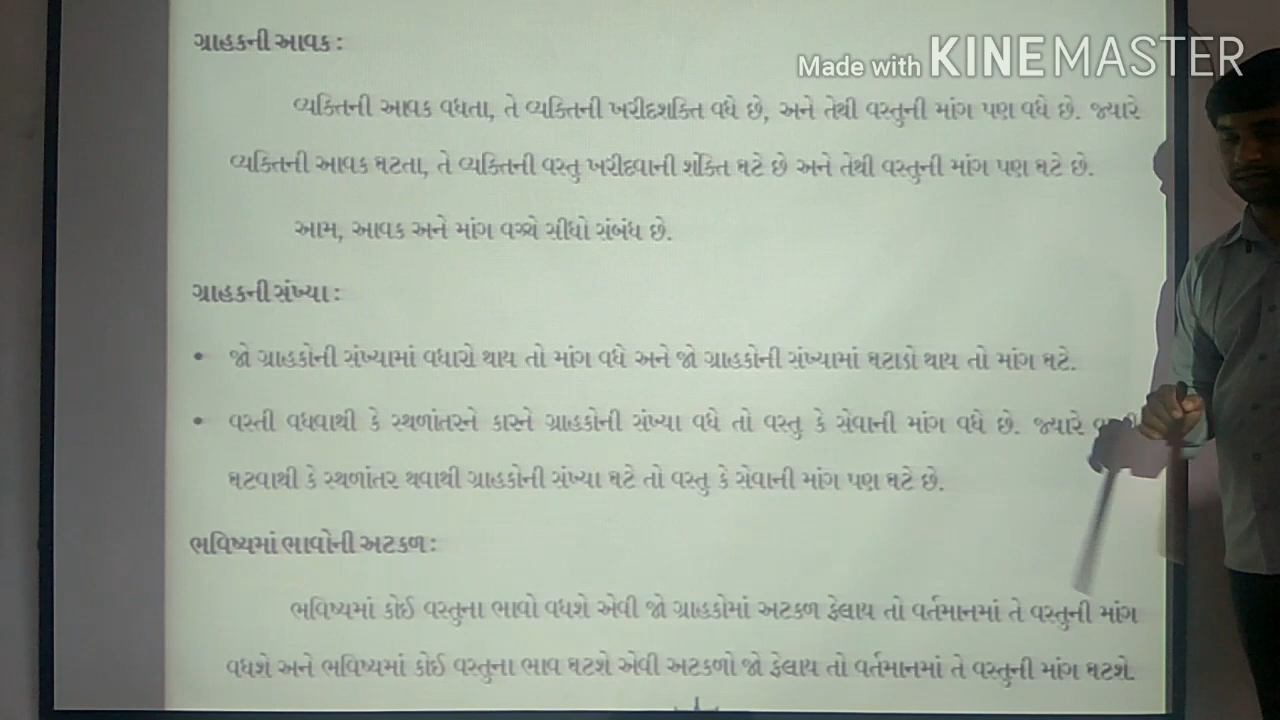 Made with KINEMASTER
ગ્રાહકની આવક :
વ્યક્તિની આવક વધતા, તે વ્યક્તિની ખરીદશક્તિ વધે છે, અને તેથી વસ્તુની માંગ પણ વધે છે. જ્યારે
વ્યક્તિની આવક ઘટતા, તે વ્યક્તિની વસ્તુ ખરીદવાની શક્તિ ઘટે છે અને તેથી વસ્તુની માંગ પણ ઘટે છે.
આમ, આવક અને માંગ વચ્ચે સીધો સંબંધ છે.
ગ્રાહકની સંખ્યા :
• જો ગ્રાહકોની સંખ્યામાં વધારો થાય તો માંગ વધે અને જો ગ્રાહકોની સંખ્યામાં ઘટાડો થાય તો માંગ ઘટે.
• વસ્તી વધવાથી કે સ્થળાંતરને કારને ગ્રાહકોની સંખ્યા વધે તો વસ્તુ કે સેવાની માંગ વધે છે. જ્યારે
ઘટવાથી કે સ્થળાંતર થવાથી ગ્રાહકોની સંખ્યા ઘટે તો વસ્તુ કે સેવાની માંગ પણ ઘટે છે.
ભવિષ્યમાં ભાવોની અટકળ :
ભવિષ્યમાં કોઈ વસ્તુના ભાવો વધશે એવી જો ગ્રાહકોમાં અટકળ ફેલાય તો વર્તમાનમાં તે વસ્તુની માંગ
વધશે અને ભવિષ્યમાં કોઈ વસ્તુના ભાવ ઘટશે એવી અટકળો જો ફેલાય તો વર્તમાનમાં તે વસ્તુની માંગ ઘટશે.